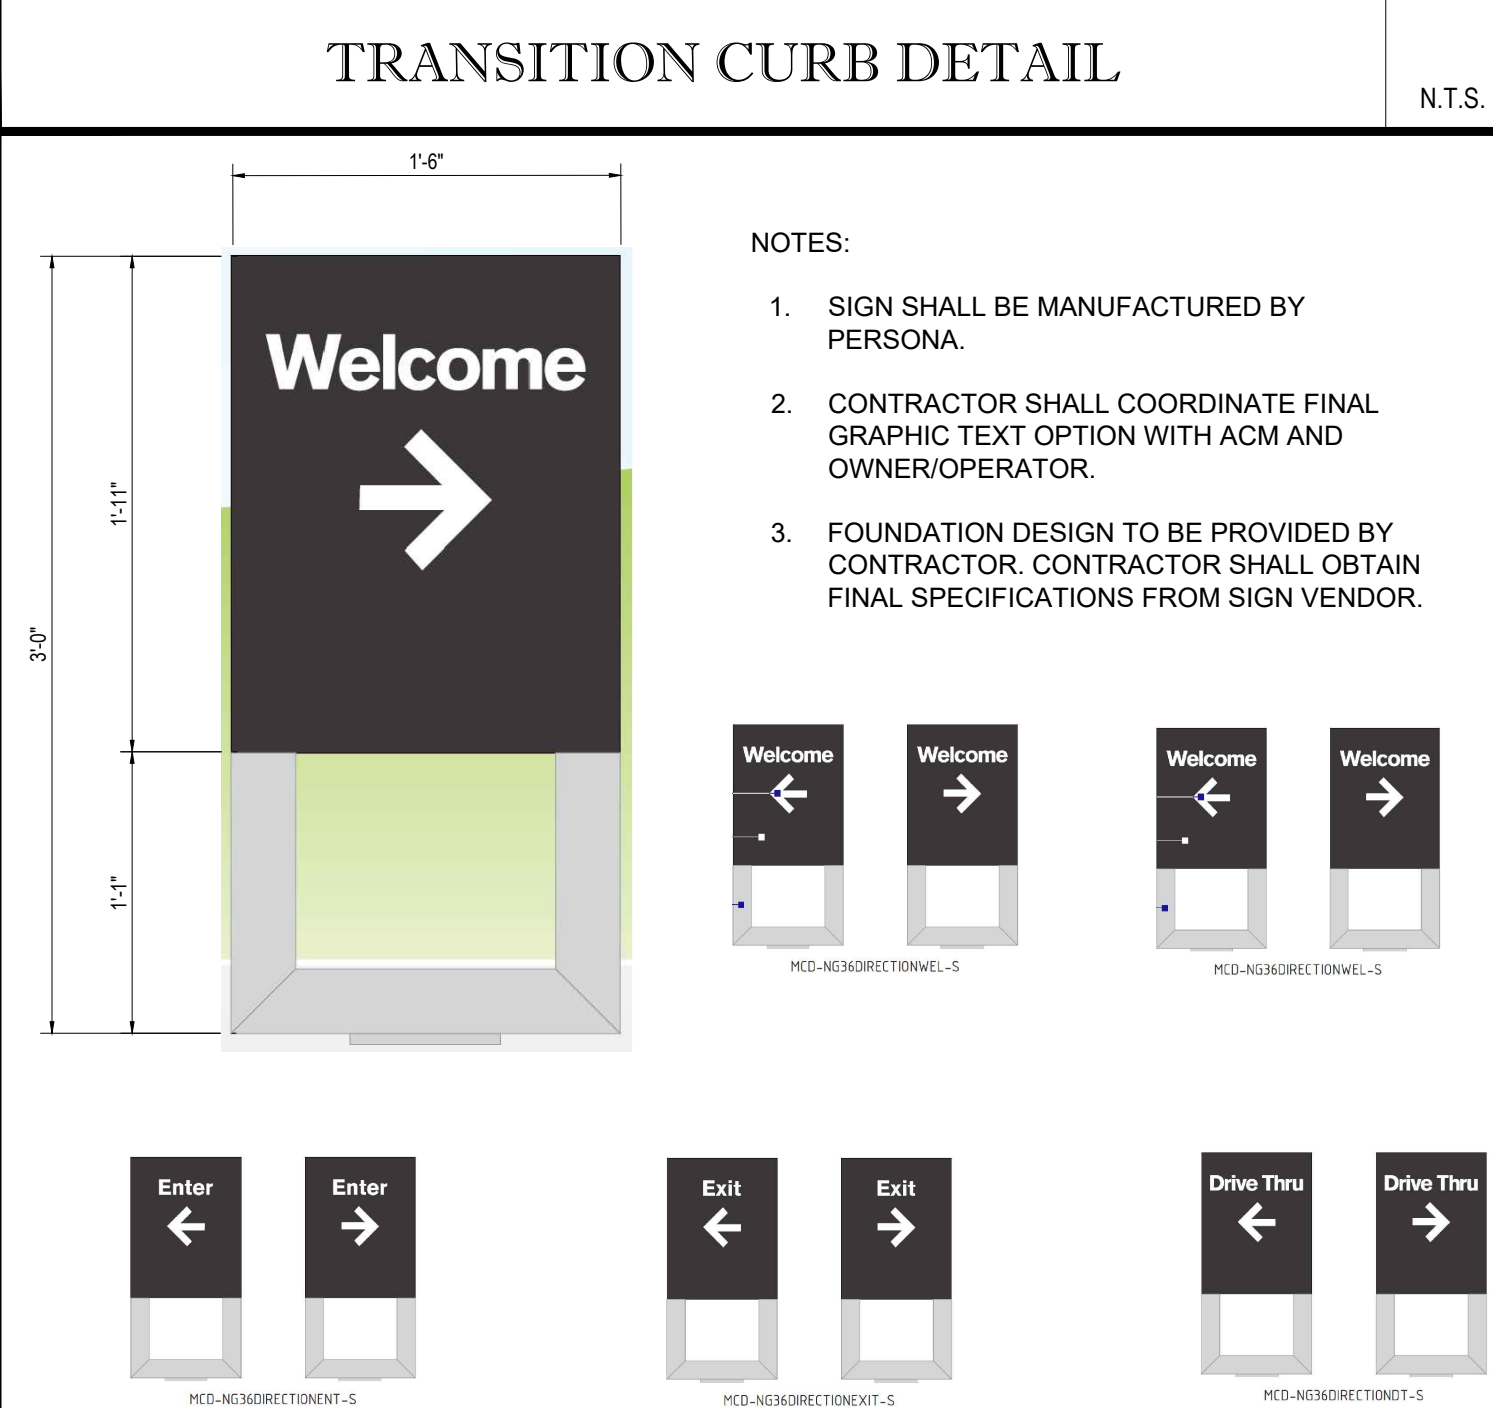 TRANSITION CURB DETAIL
N.T.S.
1'-6"
3'-0"
1'-11"
1'-1"
Welcome
NOTES:
1. SIGN SHALL BE MANUFACTURED BY
PERSONA.
2. CONTRACTOR SHALL COORDINATE FINAL
GRAPHIC TEXT OPTION WITH ACM AND
OWNER/OPERATOR.
3. FOUNDATION DESIGN TO BE PROVIDED BY
CONTRACTOR. CONTRACTOR SHALL OBTAIN
FINAL SPECIFICATIONS FROM SIGN VENDOR.
Welcome
Welcome
MCD-NG36DIRECTIONWEL-S
Welcome
Welcome
MCD-NG36DIRECTIONWEL-S
Enter
Enter
MCD-NG36DIRECTIONENT-S
Exit
Exit
MCD-NG36DIRECTIONEXIT-S
Drive Thru
Drive Thru
MCD-NG36DIRECTIONDT-S